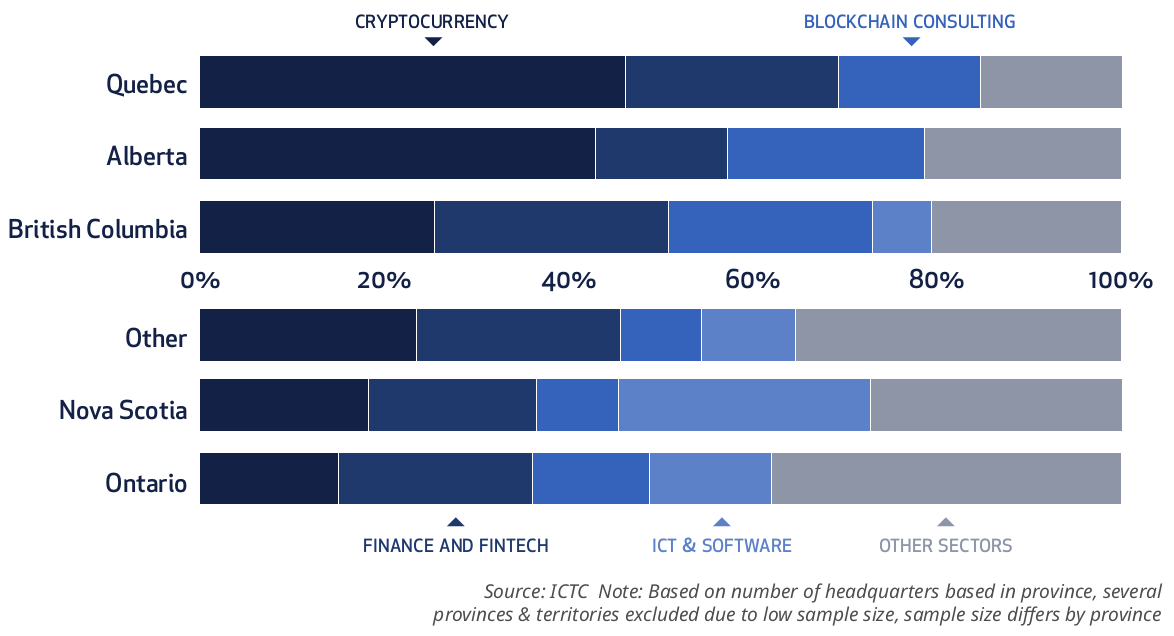 CRYPTOCURRENCY BLOCKCHAIN CONSULTING
Quebec
Alberta
British Columbia
0% 20% 40% 60% 80% 100%
Other
Nova Scotia
Ontario
FINANCE AND FINTECH ICT & SOFTWARE OTHER SECTORS
Source: ICTC Note: Based on number of headquarters based in province, several
provinces & territories excluded due to low sample size, sample size differs by province